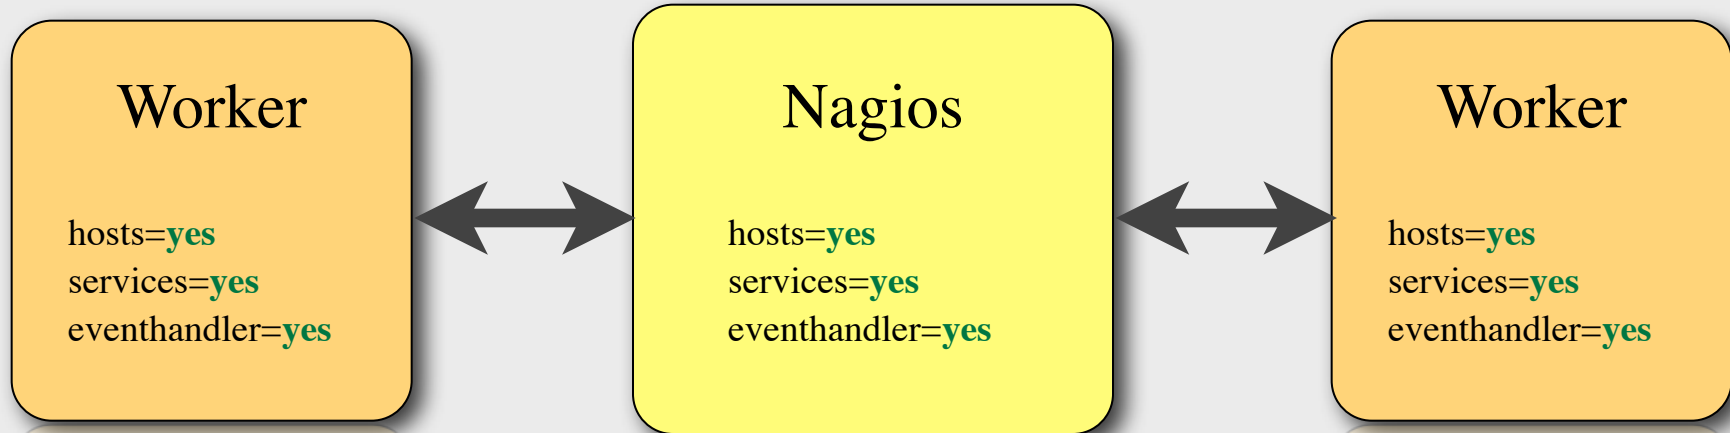 Worker
hosts=yes
services=yes
eventhandler=yes
Nagios
hosts=yes
services=yes
eventhandler=yes
Worker
hosts=yes
services=yes
eventhandler=yes